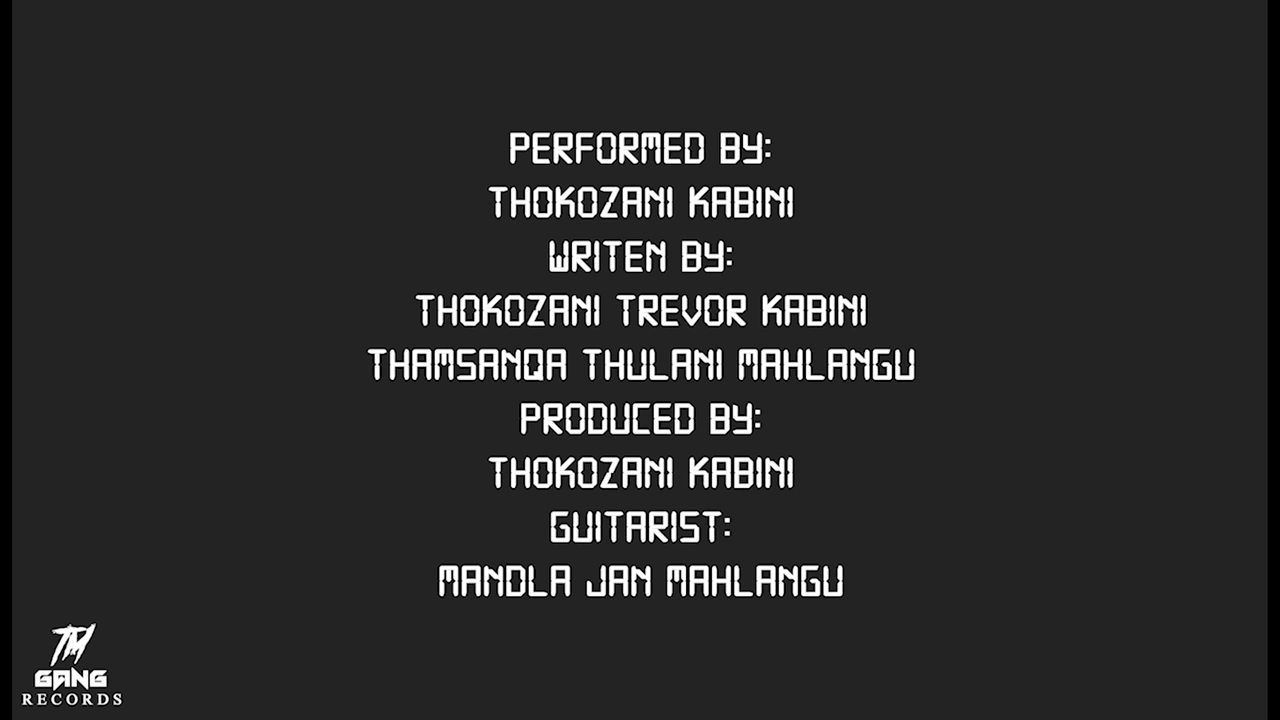 PERFORMED BY:
THOKOZANI KABINI
WRITEN BY:
THOKOZANI TREVOR KABINI
THAMSANQA THULANI MAHLANGU
PRODUCED BY:
THOKOZANI KABINI
GUITARIST:
MANDLA JAN MAHLANGU
TM
GANG
RECORDS